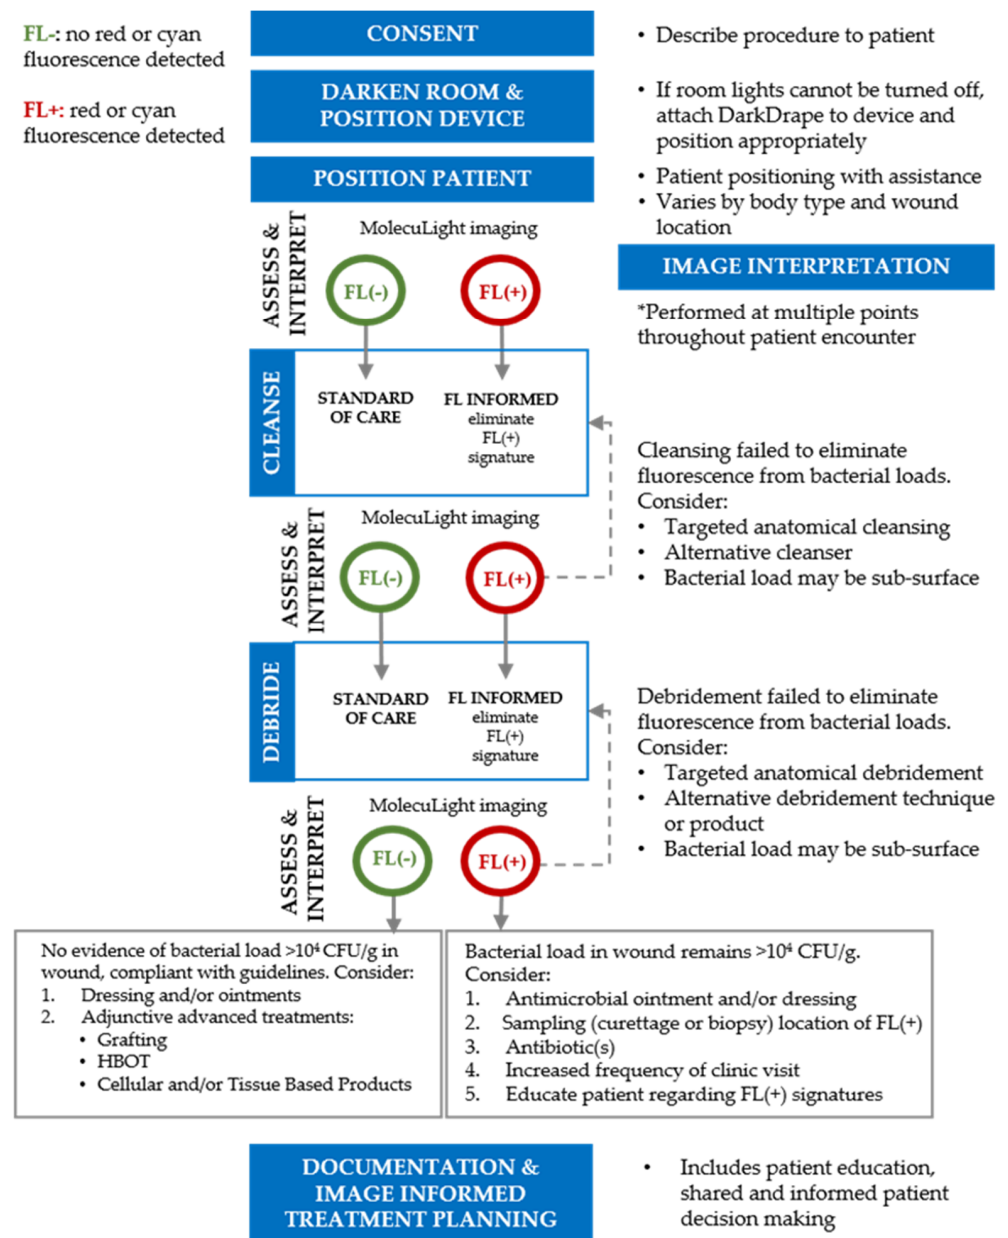 FL-: no red or cyan
fluorescence detected
FL+: red or cyan
fluorescence detected
CONSENT
• Describe procedure to patient
DARKEN ROOM &
POSITION DEVICE
• If room lights cannot be turned off,
attach DarkDrape to device and
position appropriately
POSITION PATIENT
• Patient positioning with assistance
• Varies by body type and wound
location
ASSESS &
INTERPRET
MolecuLight imaging
FL(-)
FL(+)
IMAGE INTERPRETATION
*Performed at multiple points
throughout patient encounter
CLEANSE
STANDARD
OF CARE
FL INFORMED
eliminate
FL(+)
signature
Cleansing failed to eliminate
fluorescence from bacterial loads.
Consider:
• Targeted anatomical cleansing
• Alternative cleanser
• Bacterial load may be sub-surface
ASSESS &
INTERPRET
MolecuLight imaging
FL(-)
FL(+)
DEBRIDE
STANDARD
OF CARE
FL INFORMED
eliminate
FL(+)
signature
Debridement failed to eliminate
fluorescence from bacterial loads.
Consider:
• Targeted anatomical debridement
• Alternative debridement technique
or product
• Bacterial load may be sub-surface
ASSESS &
INTERPRET
MolecuLight imaging
FL(-)
FL(+)
No evidence of bacterial load >10⁴ CFU/g in
wound, compliant with guidelines. Consider:
1. Dressing and/or ointments
2. Adjunctive advanced treatments:
• Grafting
• HBOT
• Cellular and/or Tissue Based Products
Bacterial load in wound remains >10⁴ CFU/g.
Consider:
1. Antimicrobial ointment and/or dressing
2. Sampling (curettage or biopsy) location of FL(+)
3. Antibiotic(s)
4. Increased frequency of clinic visit
5. Educate patient regarding FL(+) signatures
DOCUMENTATION &
IMAGE INFORMED
TREATMENT PLANNING
• Includes patient education,
shared and informed patient
decision making